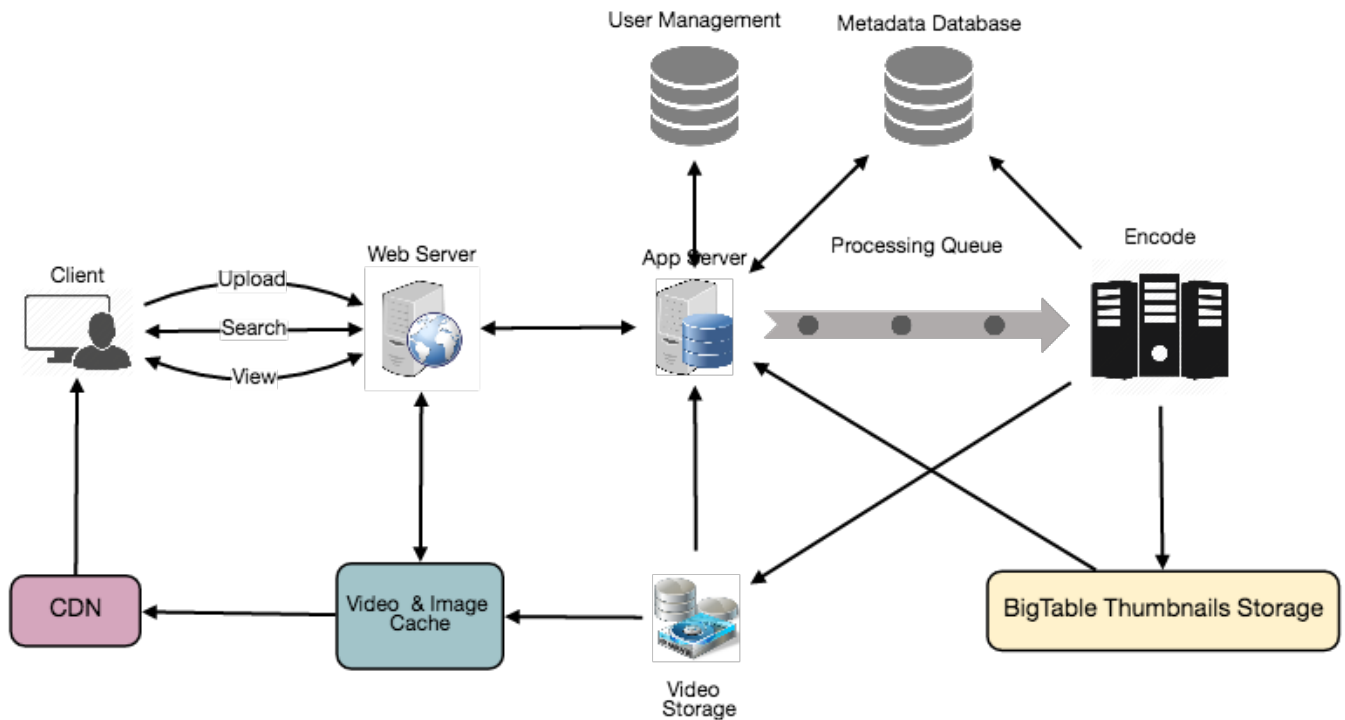 User Management
Metadata Database
Processing Queue
Encode
Web Server
App Server
Client
Upload
Search
View
CDN
Video & Image
Cache
BigTable Thumbnails Storage
Video
Storage